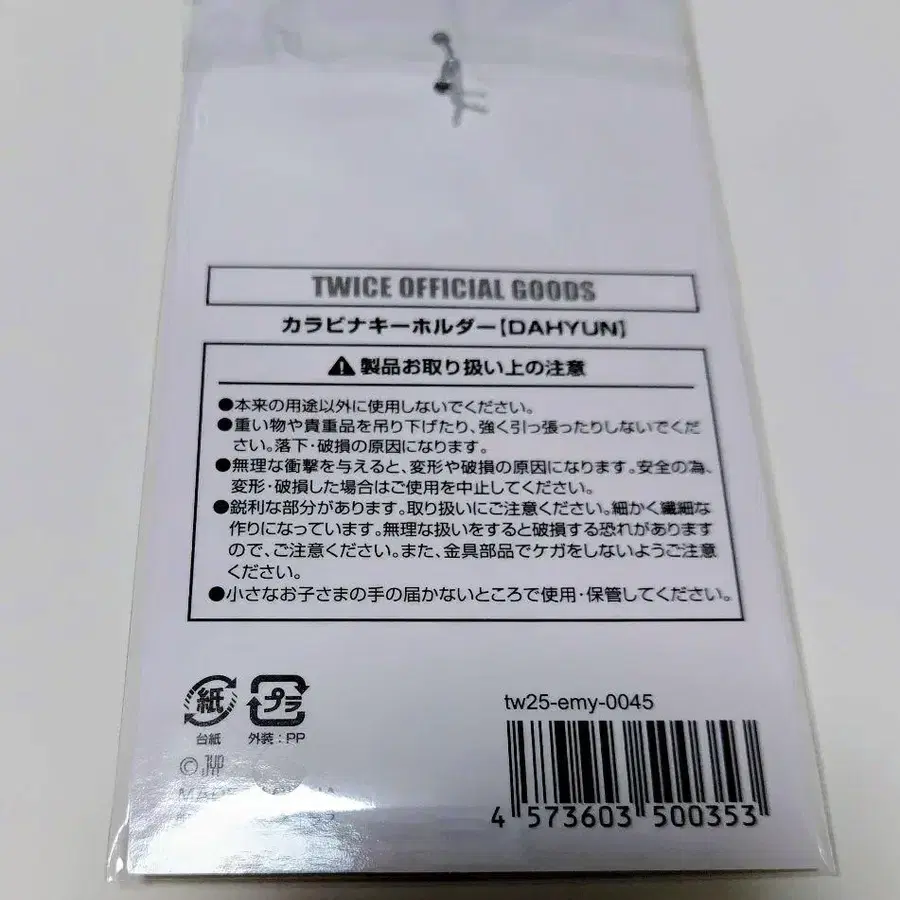 TWICE OFFICIAL GOODS
カラビナキーホルダー【DAHYUN】
⚠製品お取り扱い上の注意
●本来の用途以外に使用しないでください。
●重い物や貴重品を吊り下げたり、強く引っ張ったりしないでくだ
さい。落下・破損の原因になります。
●無理な衝撃を与えると、変形や破損の原因になります。安全の為、
変形・破損した場合はご使用を中止してください。
●鋭利な部分があります。取り扱いにご注意ください。細かく繊細な
作りになっています。無理な扱いをすると破損する恐れがあります
ので、ご注意ください。また、金具部品でケガをしないようご注意
ください。
●小さなお子さまの手の届かないところで使用・保管してください。
紙
台紙
プラ
外装：PP
tw25-emy-0045
© JYP
4 573603 500353